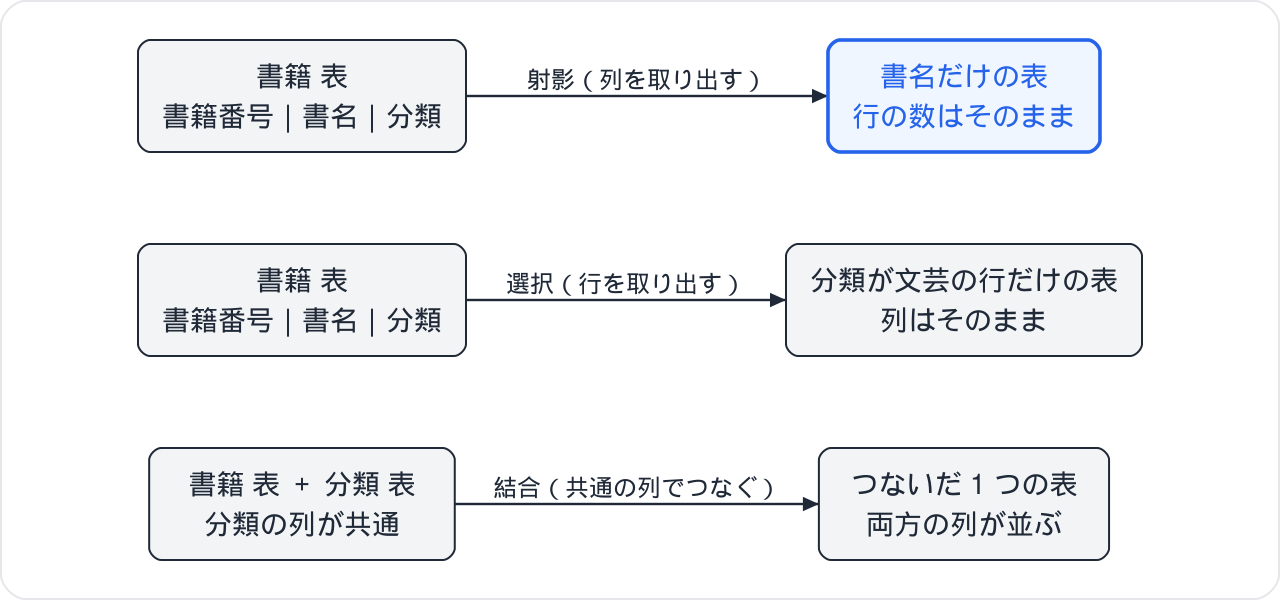 書籍 表
書籍番号 | 書名 | 分類
射影（列を取り出す）
書名だけの表
行の数はそのまま
書籍 表
書籍番号 | 書名 | 分類
選択（行を取り出す）
分類が文芸の行だけの表
列はそのまま
書籍 表 + 分類 表
分類の列が共通
結合（共通の列でつなぐ）
つないだ 1 つの表
両方の列が並ぶ